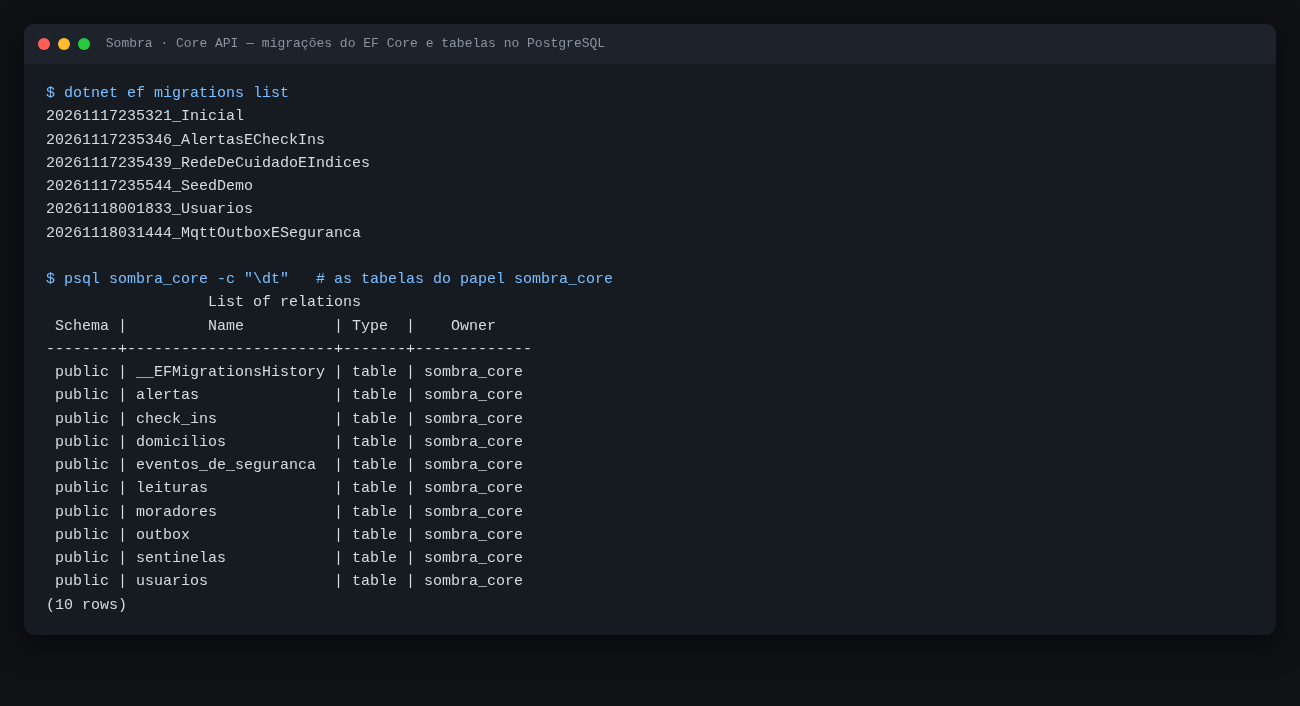 Sombra · Core API — migrações do EF Core e tabelas no PostgreSQL
$ dotnet ef migrations list
20261117235321_Inicial
20261117235346_AlertasECheckIns
20261117235439_RedeDeCuidadoEIndices
20261117235544_SeedDemo
20261118001833_Usuarios
20261118031444_MqttOutboxESeguranca

$ psql sombra_core -c "\dt"   # as tabelas do papel sombra_core
                  List of relations
 Schema |         Name          | Type  |    Owner
--------+-----------------------+-------+-------------
 public | __EFMigrationsHistory | table | sombra_core
 public | alertas               | table | sombra_core
 public | check_ins             | table | sombra_core
 public | domicilios            | table | sombra_core
 public | eventos_de_seguranca  | table | sombra_core
 public | leituras              | table | sombra_core
 public | moradores             | table | sombra_core
 public | outbox                | table | sombra_core
 public | sentinelas            | table | sombra_core
 public | usuarios              | table | sombra_core
(10 rows)